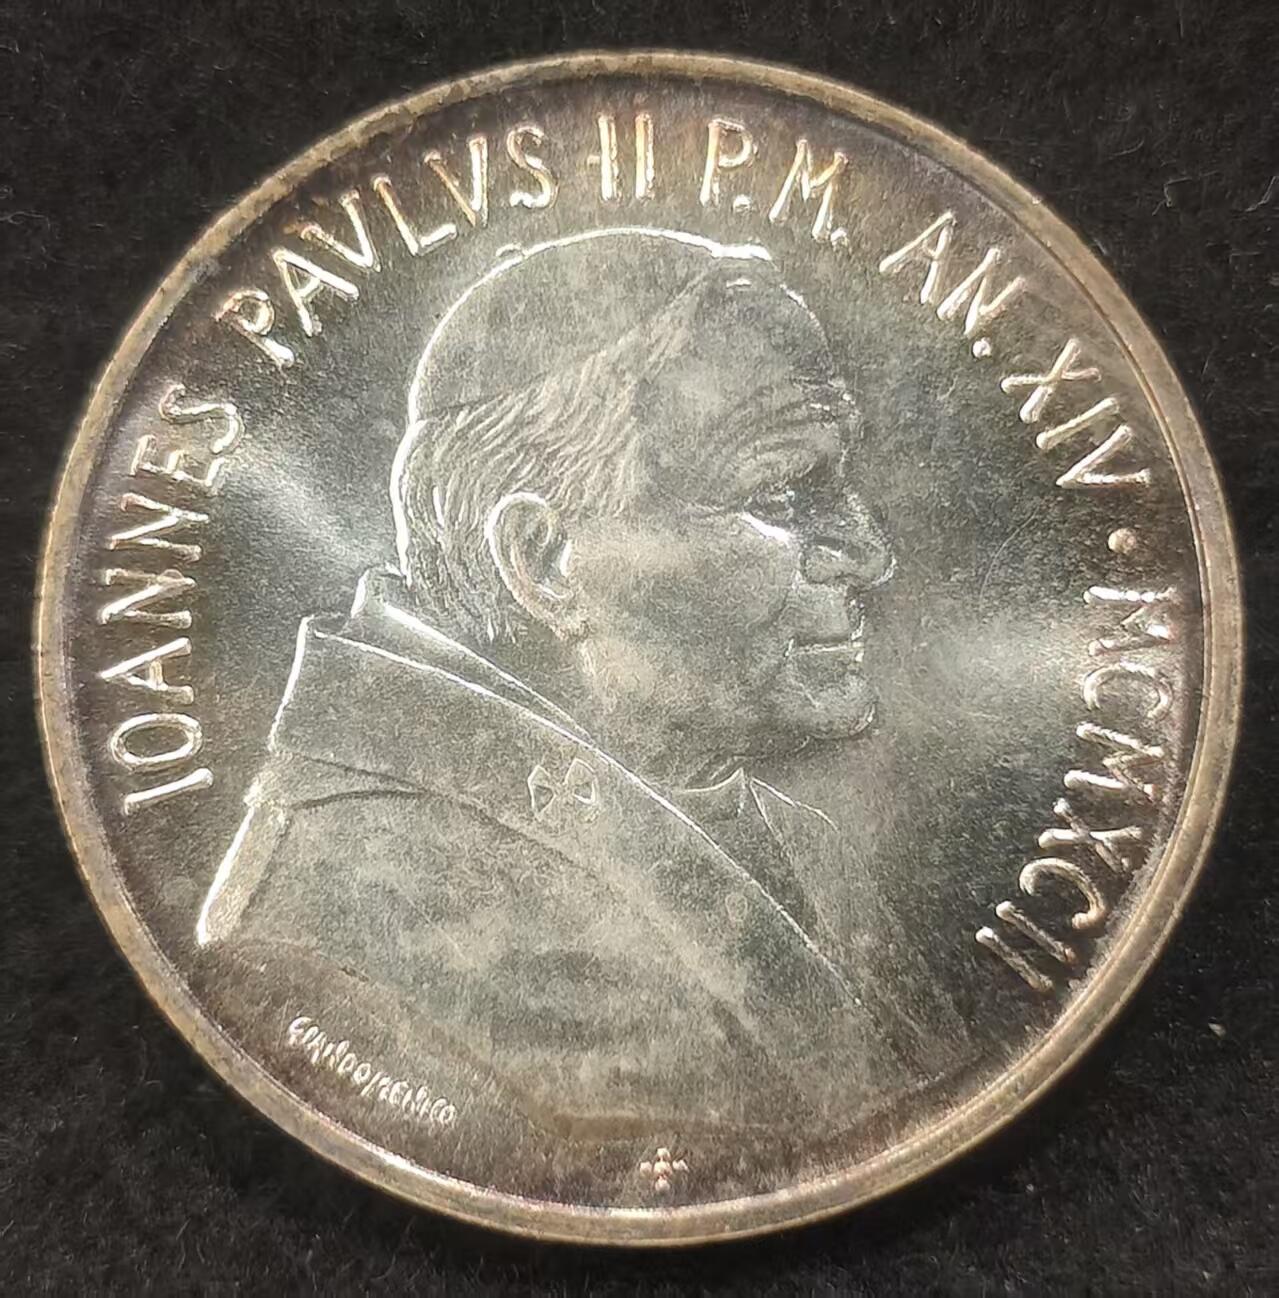 IOANNES PAVLVS II P.M. AN. XIV · MCMXCII